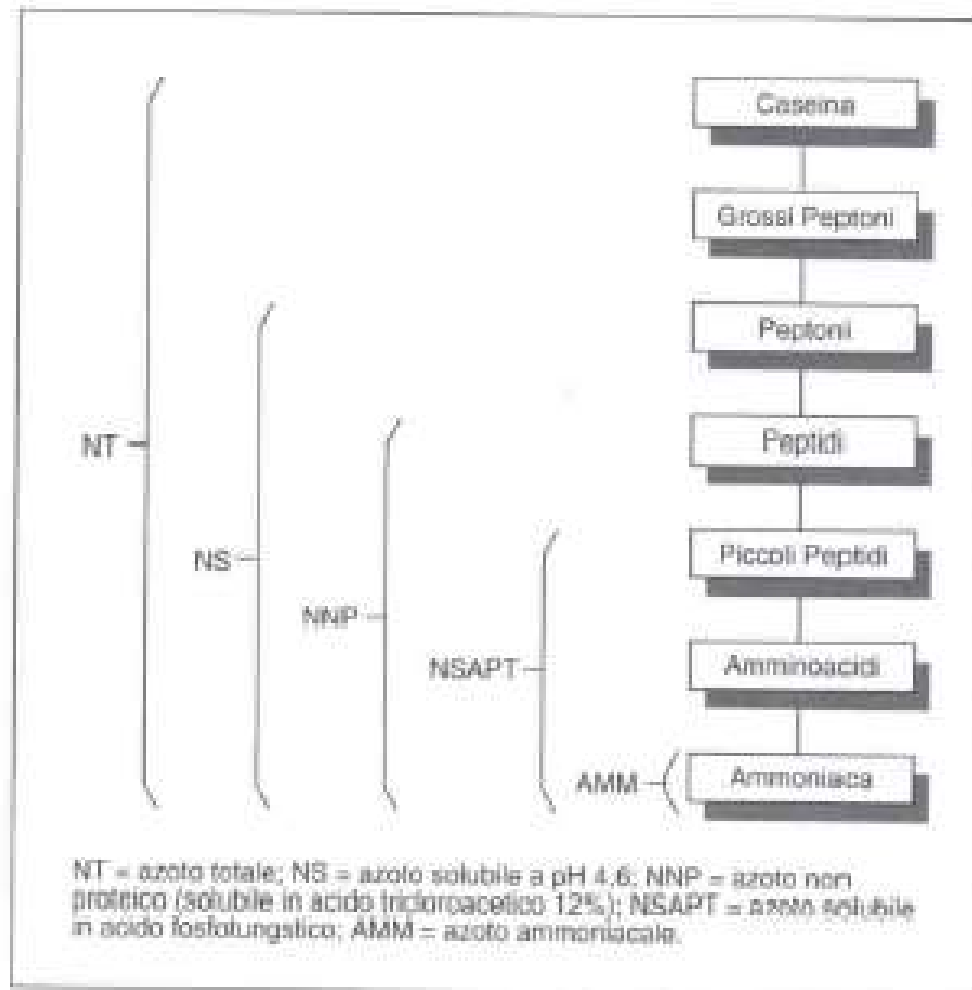 Caseina
Grossi Peptoni
Peptoni
NT
Peptidi
NS
Piccoli Peptidi
NNP
NSAPT
Amminoacidi
AMM
Ammoniaca
NT = azoto totale; NS = azoto solubile a pH 4,6; NNP = azoto non
proteico (solubile in acido tricloroacetico 12%); NSAPT = azoto solubile
in acido fosfotungstico; AMM = azoto ammoniacale.